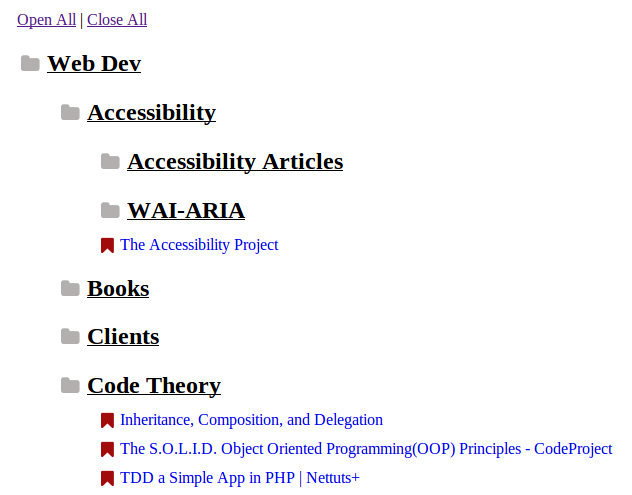 Open All | Close All
Web Dev
Accessibility
Accessibility Articles
WAI-ARIA
The Accessibility Project
Books
Clients
Code Theory
Inheritance, Composition, and Delegation
The S.O.L.I.D. Object Oriented Programming(OOP) Principles - CodeProject
TDD a Simple App in PHP | Nettuts+